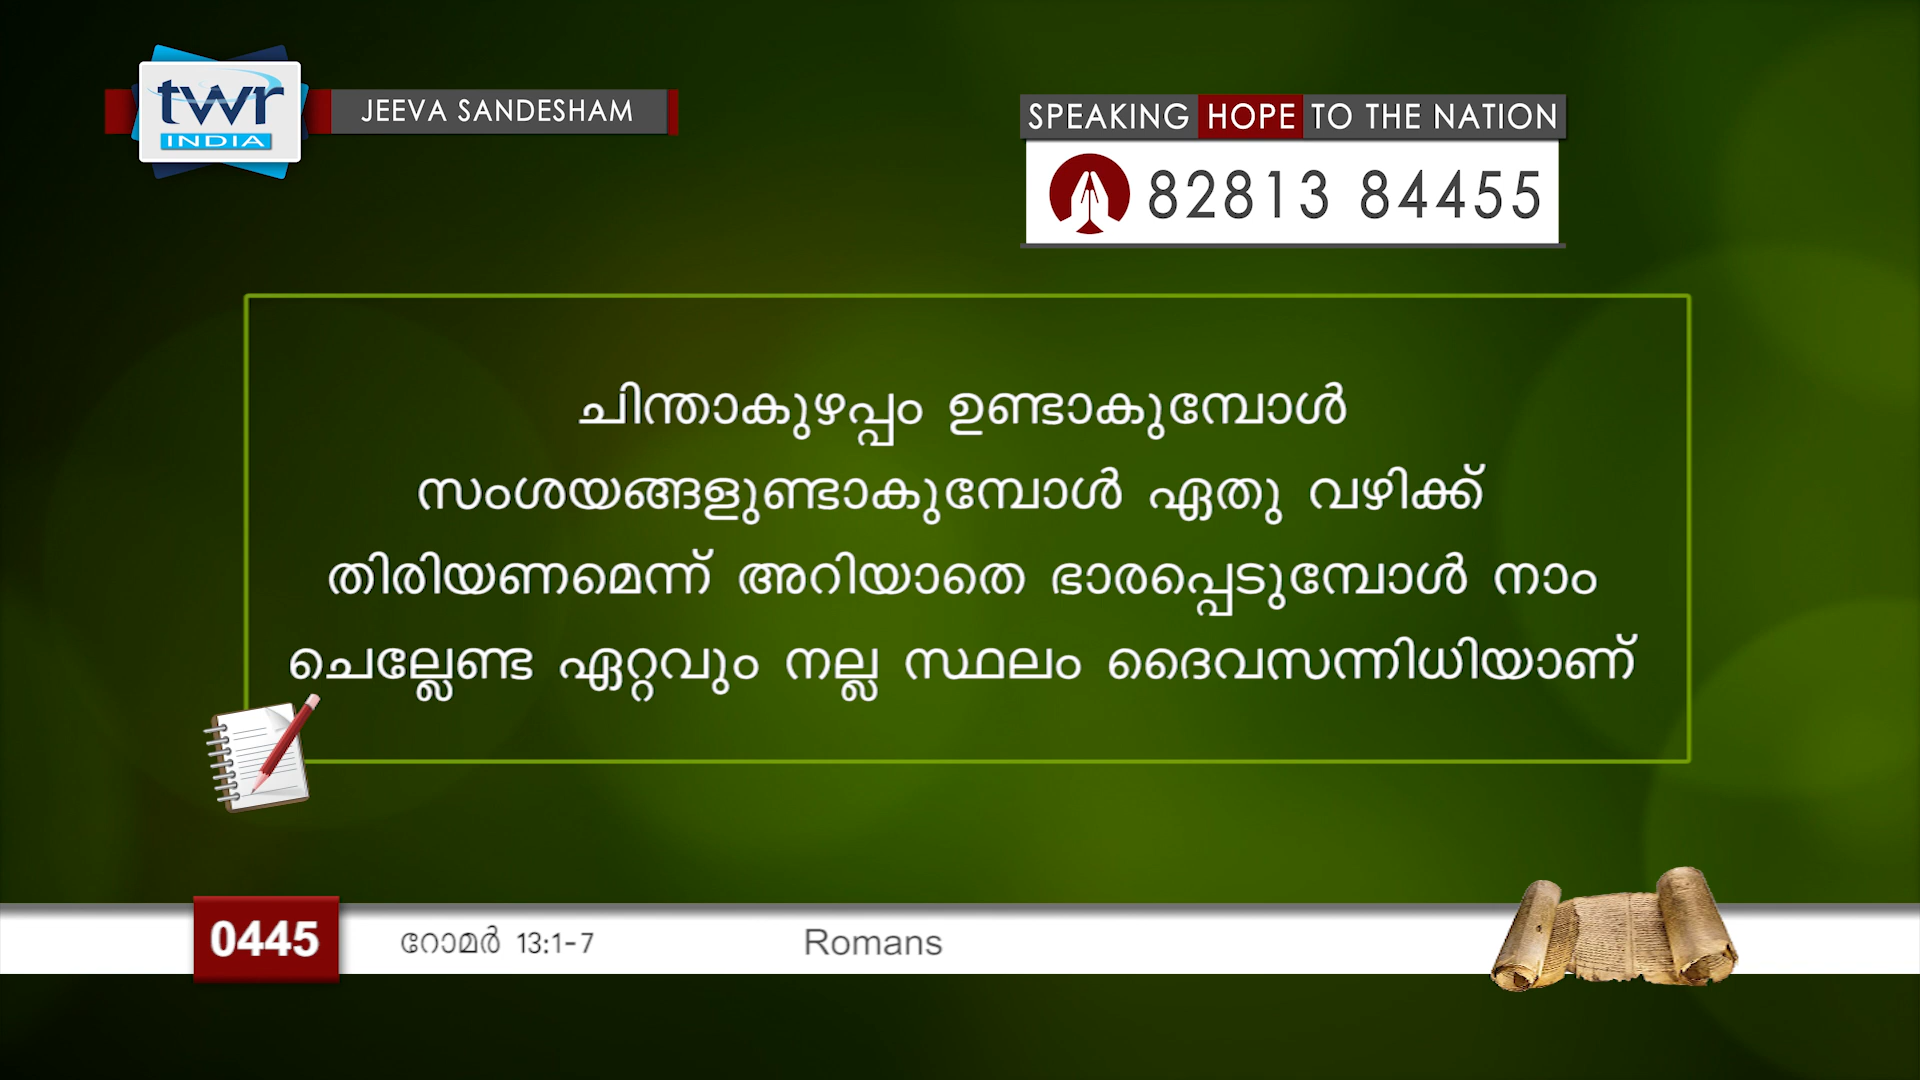 twr
INDIA
JEEVA SANDESHAM
SPEAKING HOPE TO THE NATION
82813 84455
ചിന്താകുഴപ്പം ഉണ്ടാകുമ്പോൾ
സംശയങ്ങളുണ്ടാകുമ്പോൾ ഏതു വഴിക്ക്
തിരിയണമെന്ന് അറിയാതെ ഭാരപ്പെടുമ്പോൾ നാം
ചെല്ലേണ്ട ഏറ്റവും നല്ല സ്ഥലം ദൈവസന്നിധിയാണ്
0445 റോമർ 13:1-7 Romans